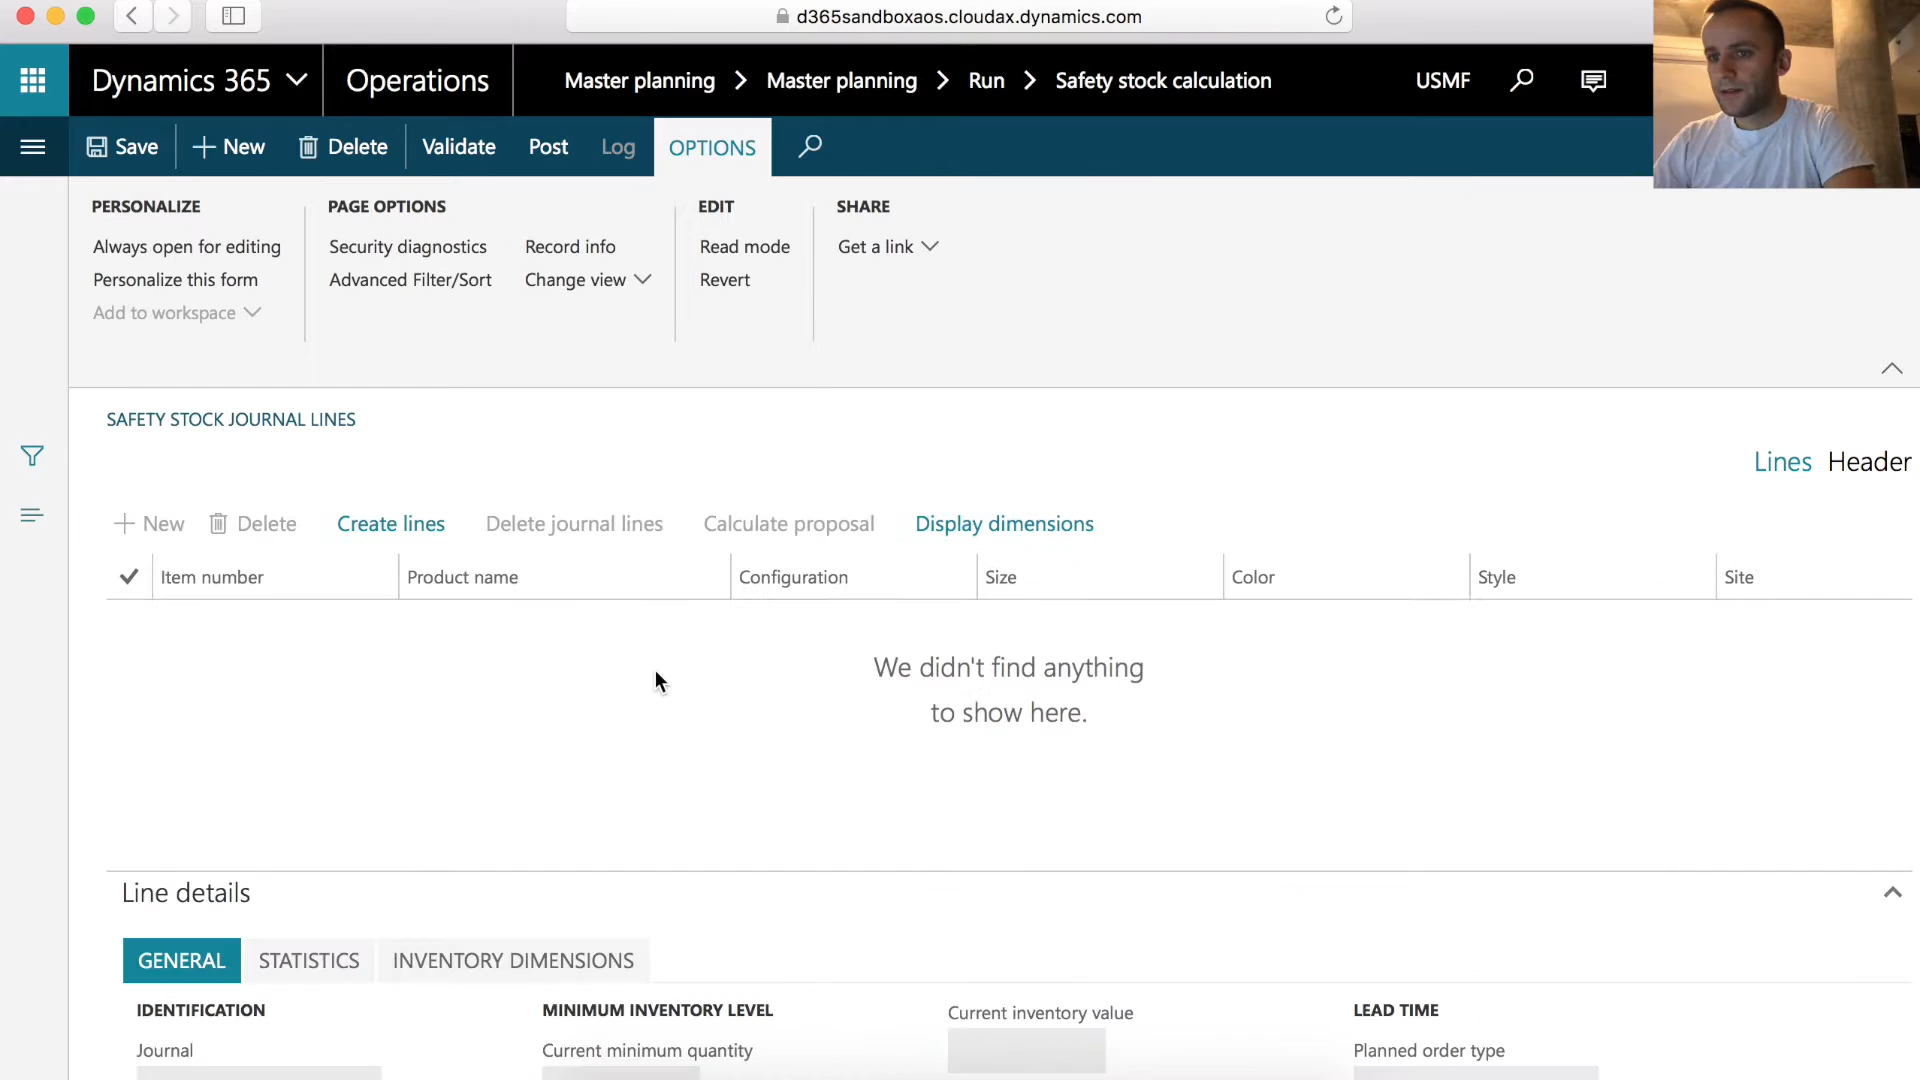 d365sandboxaos.cloudax.dynamics.com
Dynamics 365 Operations Master planning Master planning Run Safety stock calculation USMF
Save New Delete Validate Post Log OPTIONS
PERSONALIZE PAGE OPTIONS EDIT SHARE
Always open for editing Security diagnostics Record info Read mode Get a link
Personalize this form Advanced Filter/Sort Change view Revert
Add to workspace
SAFETY STOCK JOURNAL LINES
Lines Header
New Delete Create lines Delete journal lines Calculate proposal Display dimensions
Item number Product name Configuration Size Color Style Site
We didn't find anything
to show here.
Line details
GENERAL STATISTICS INVENTORY DIMENSIONS
IDENTIFICATION MINIMUM INVENTORY LEVEL Current inventory value LEAD TIME
Journal Current minimum quantity Planned order type